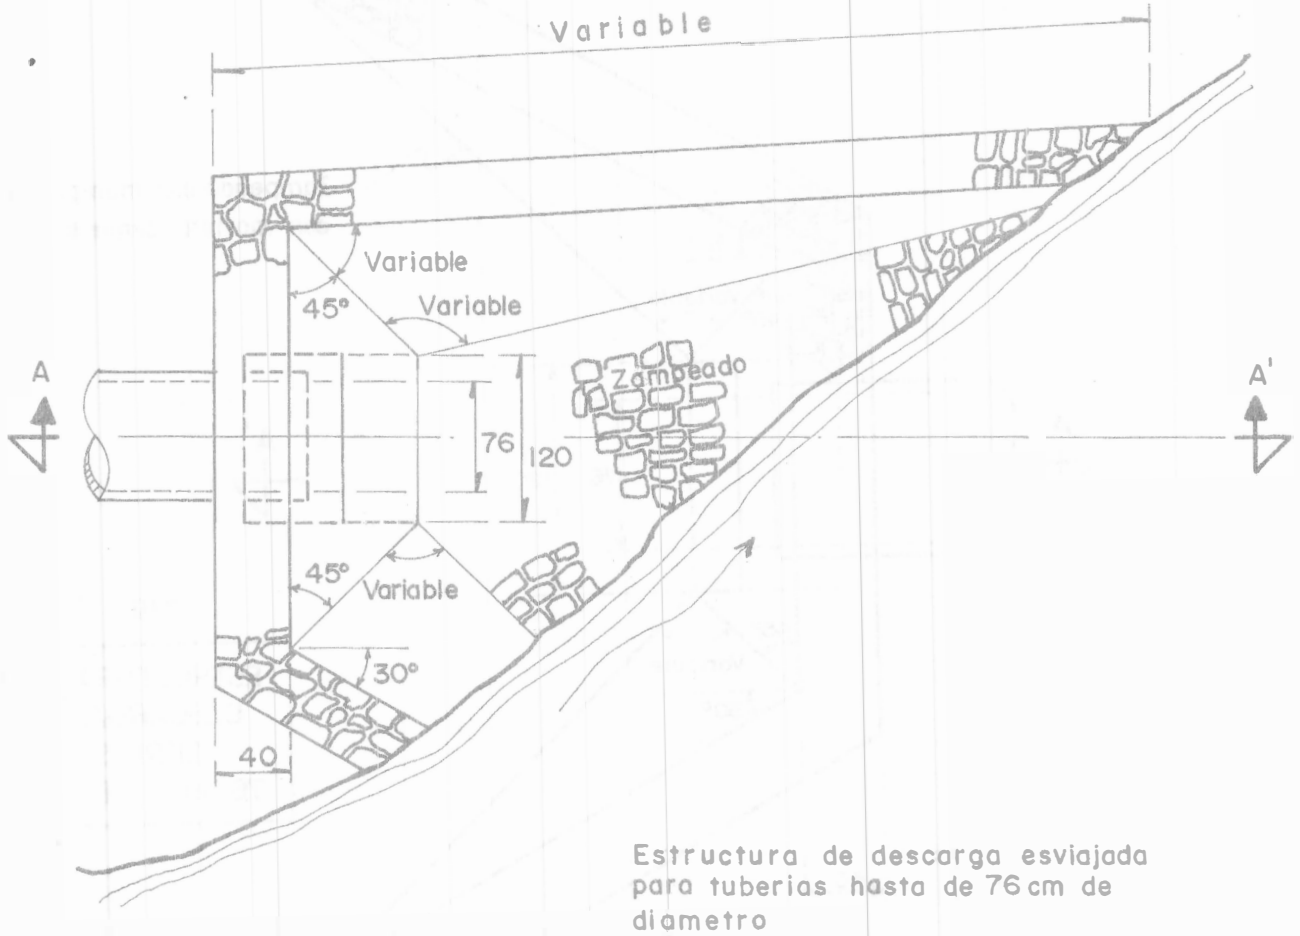 Variable
Variable
45°
Variable
A
Zampeado
A'
76
120
45°
Variable
30°
40
Estructura de descarga esviajada
para tuberias hasta de 76 cm de
diametro